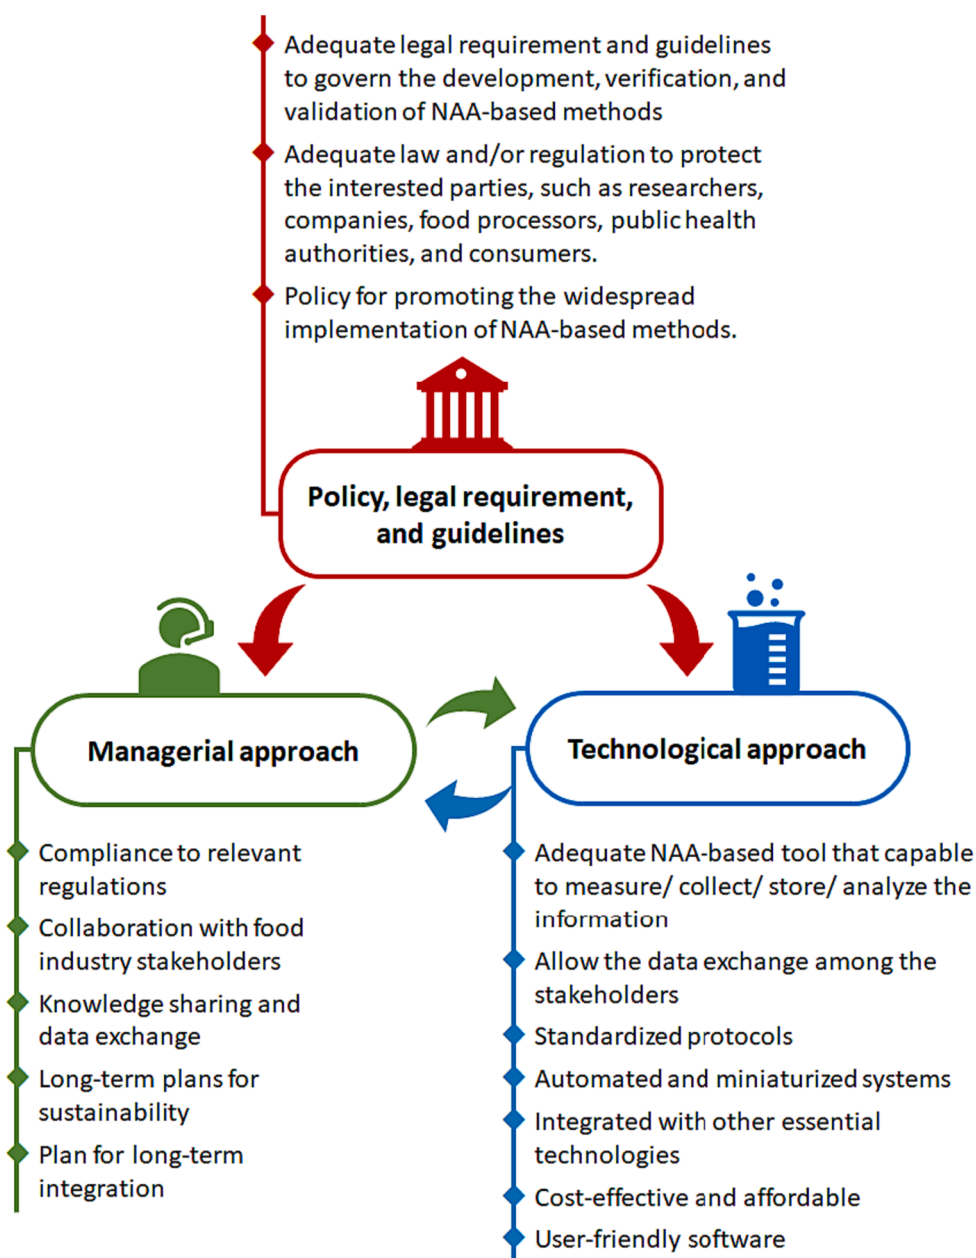 Adequate legal requirement and guidelines
to govern the development, verification, and
validation of NAA-based methods
Adequate law and/or regulation to protect
the interested parties, such as researchers,
companies, food processors, public health
authorities, and consumers.
Policy for promoting the widespread
implementation of NAA-based methods.
Policy, legal requirement,
and guidelines
Managerial approach
Compliance to relevant
regulations
Collaboration with food
industry stakeholders
Knowledge sharing and
data exchange
Long-term plans for
sustainability
Plan for long-term
integration
Technological approach
Adequate NAA-based tool that capable
to measure/ collect/ store/ analyze the
information
Allow the data exchange among the
stakeholders
Standardized protocols
Automated and miniaturized systems
Integrated with other essential
technologies
Cost-effective and affordable
User-friendly software